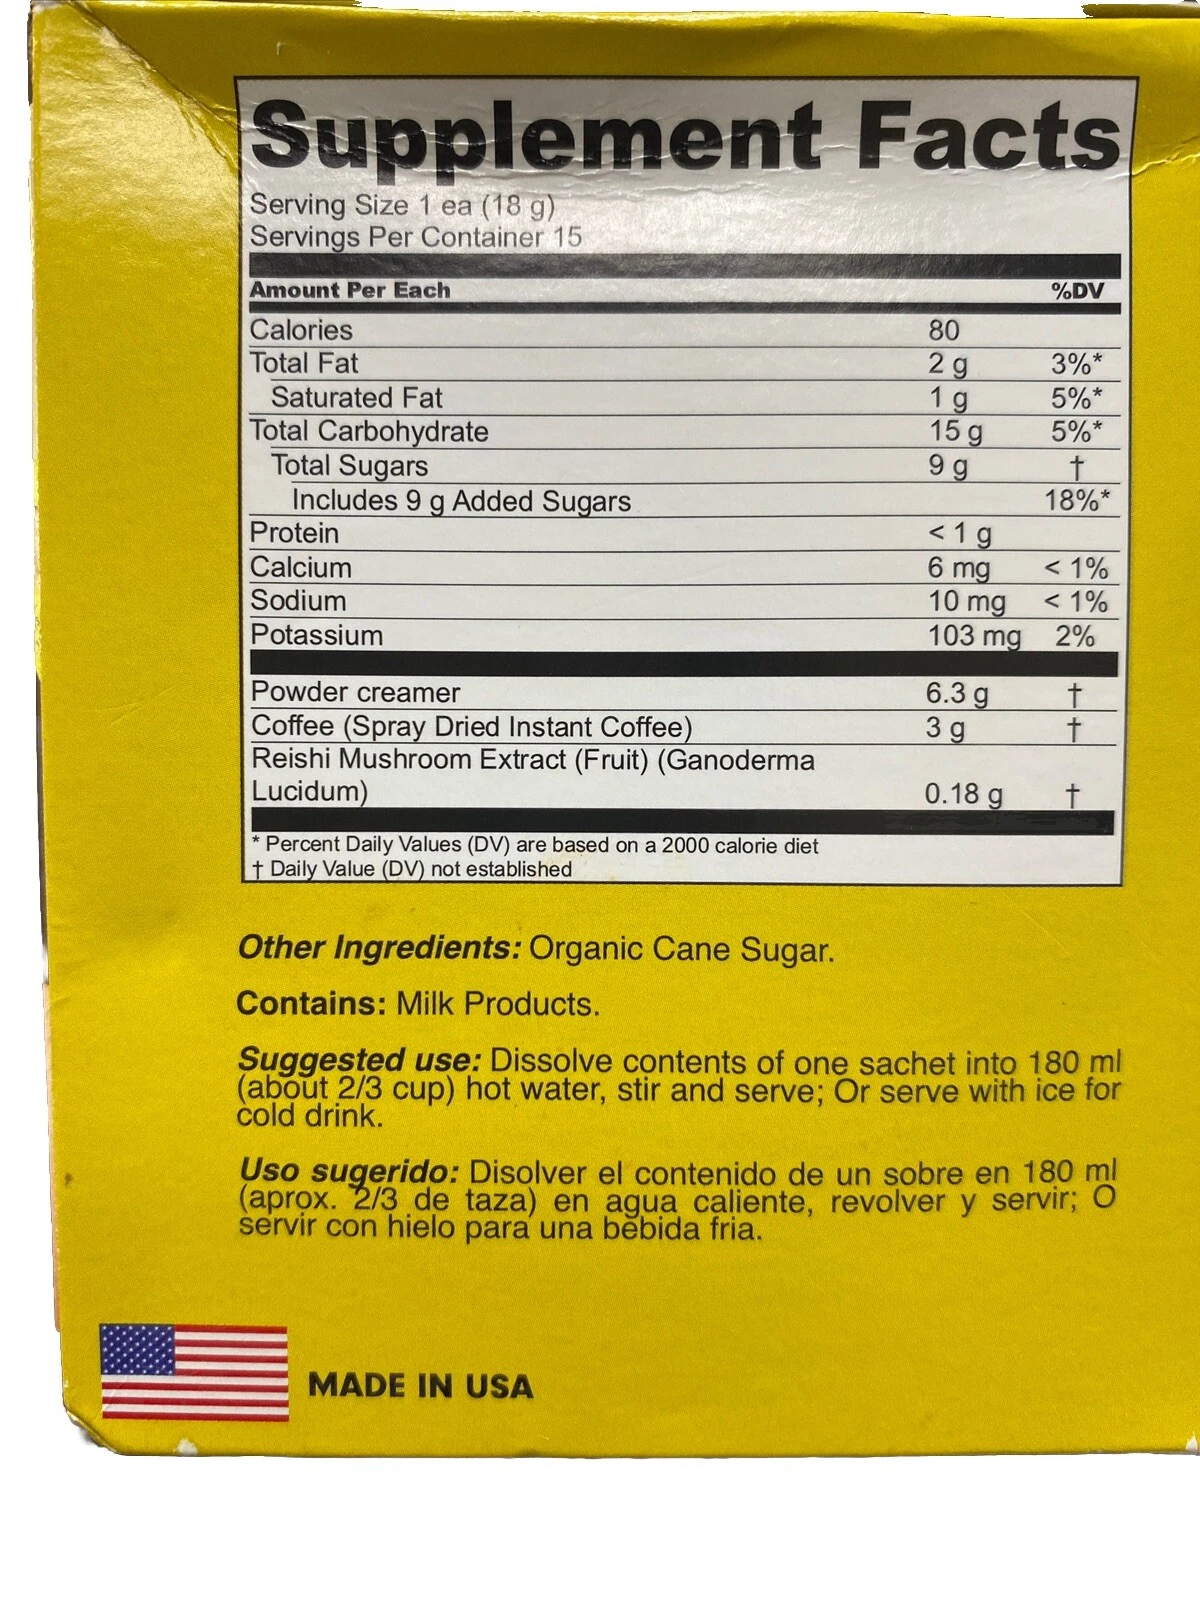 Supplement Facts
Serving Size 1 ea (18 g)
Servings Per Container 15
Amount Per Each %DV
Calories 80
Total Fat 2 g 3%*
Saturated Fat 1 g 5%*
Total Carbohydrate 15 g 5%*
Total Sugars 9 g †
Includes 9 g Added Sugars 18%*
Protein < 1 g
Calcium 6 mg < 1%
Sodium 10 mg < 1%
Potassium 103 mg 2%
Powder creamer 6.3 g †
Coffee (Spray Dried Instant Coffee) 3 g †
Reishi Mushroom Extract (Fruit) (Ganoderma
Lucidum) 0.18 g †
* Percent Daily Values (DV) are based on a 2000 calorie diet
† Daily Value (DV) not established
Other Ingredients: Organic Cane Sugar.
Contains: Milk Products.
Suggested use: Dissolve contents of one sachet into 180 ml
(about 2/3 cup) hot water, stir and serve; Or serve with ice for
cold drink.
Uso sugerido: Disolver el contenido de un sobre en 180 ml
(aprox. 2/3 de taza) en agua caliente, revolver y servir; O
servir con hielo para una bebida fria.
MADE IN USA